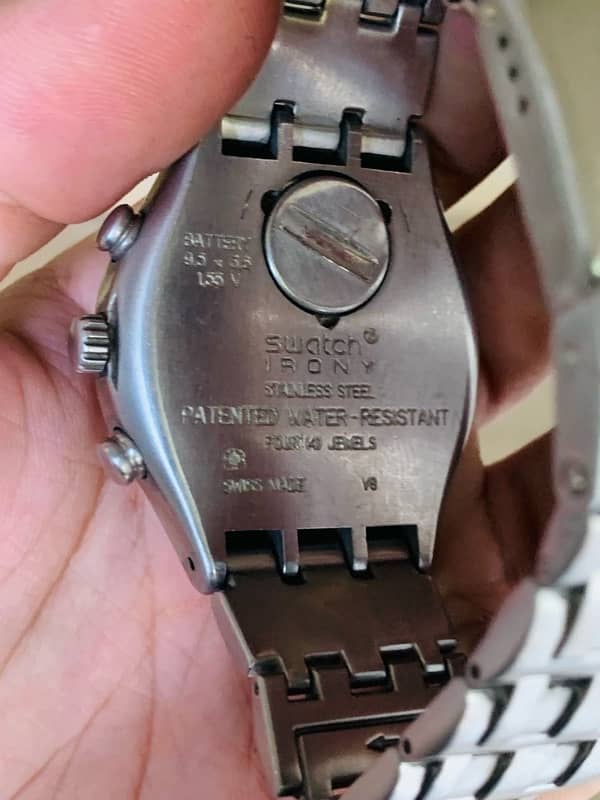 BATTERY
9.5 x 3.6
1.55 V
swatch
IRONY
STAINLESS STEEL
PATENTED WATER-RESISTANT
FOUR (4) JEWELS
SWISS MADE V8